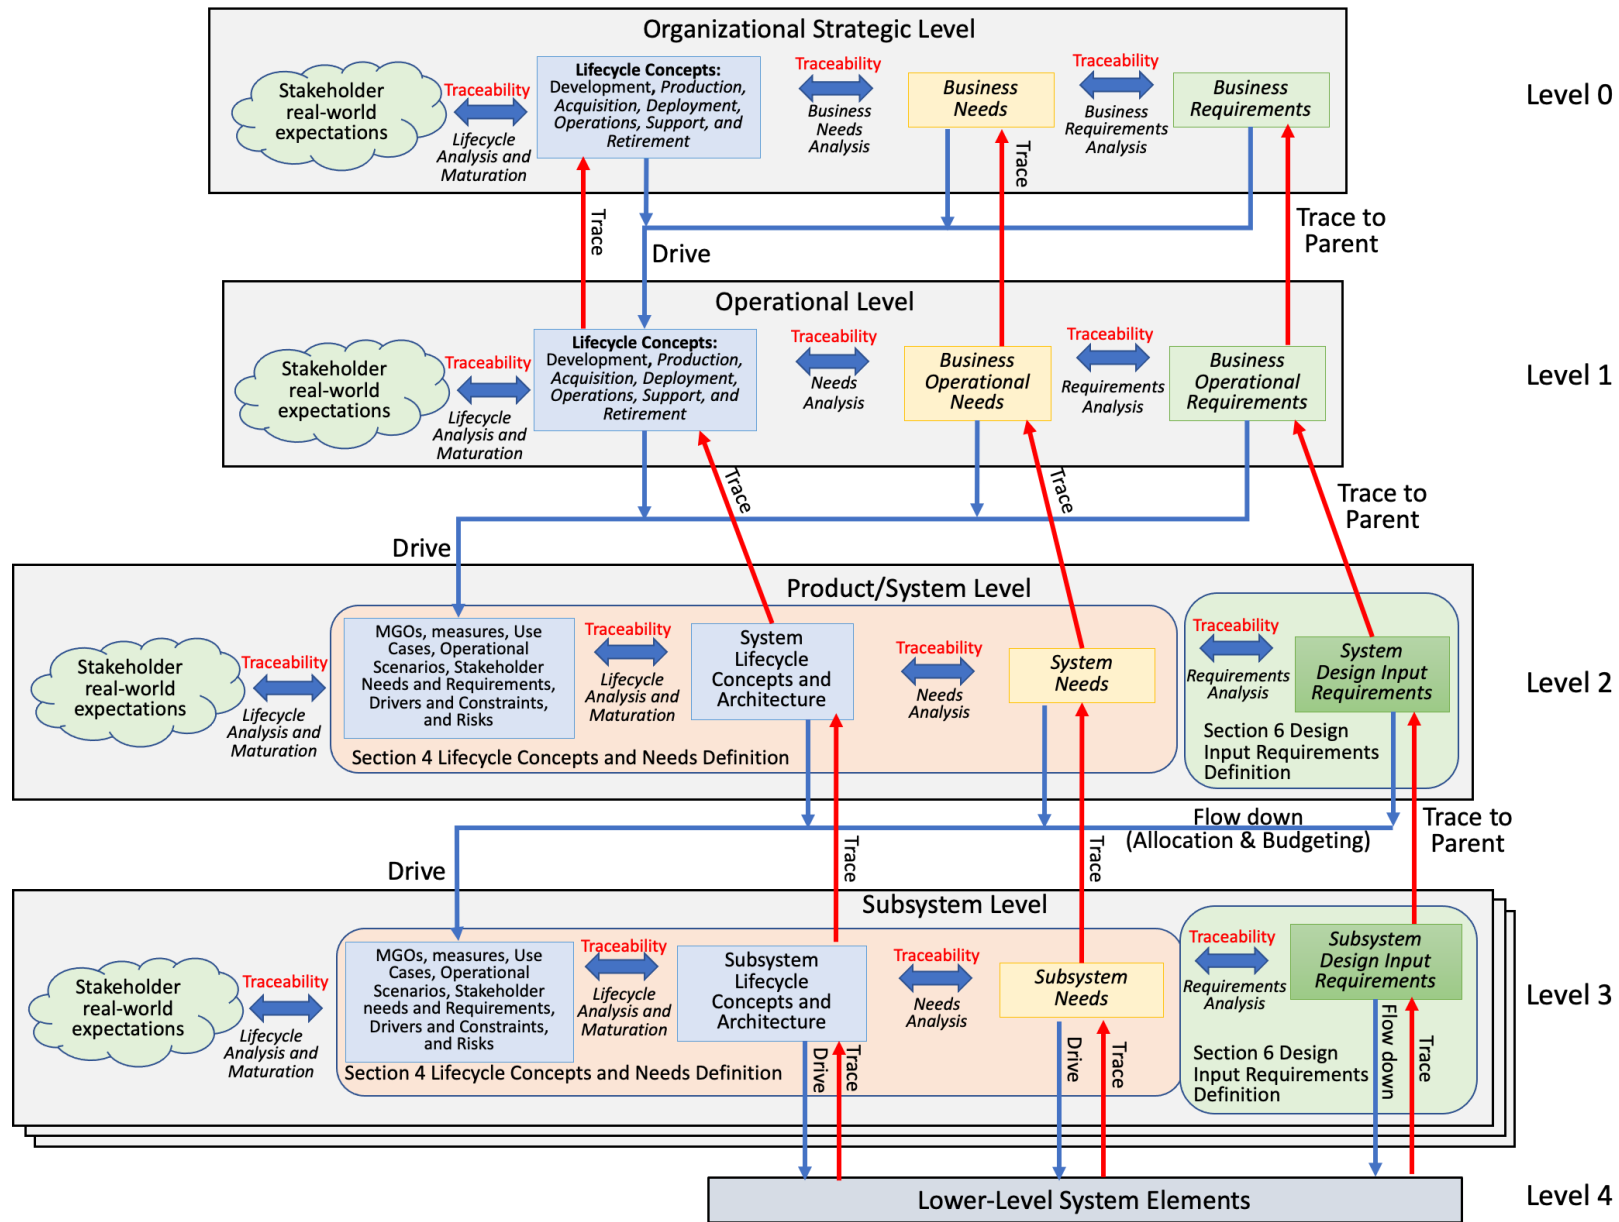 Organizational Strategic Level
Level 0
Stakeholder
real-world
expectations
Traceability
Lifecycle
Analysis and
Maturation
Lifecycle Concepts:
Development, Production,
Acquisition, Deployment,
Operations, Support, and
Retirement
Traceability
Business
Needs
Analysis
Business
Needs
Traceability
Business
Requirements
Analysis
Business
Requirements
Trace
Trace
Trace to
Parent
Drive
Operational Level
Level 1
Stakeholder
real-world
expectations
Traceability
Lifecycle
Analysis and
Maturation
Lifecycle Concepts:
Development, Production,
Acquisition, Deployment,
Operations, Support, and
Retirement
Traceability
Needs
Analysis
Business
Operational
Needs
Traceability
Requirements
Analysis
Business
Operational
Requirements
Trace
Trace
Trace to
Parent
Drive
Product/System Level
Level 2
Stakeholder
real-world
expectations
Traceability
Lifecycle
Analysis and
Maturation
MGOs, measures, Use
Cases, Operational
Scenarios, Stakeholder
Needs and Requirements,
Drivers and Constraints,
and Risks
Traceability
Lifecycle
Analysis and
Maturation
System
Lifecycle
Concepts and
Architecture
Traceability
Needs
Analysis
System
Needs
Section 4 Lifecycle Concepts and Needs Definition
Traceability
Requirements
Analysis
System
Design Input
Requirements
Section 6 Design
Input Requirements
Definition
Flow down
(Allocation & Budgeting)
Trace to
Parent
Trace
Trace
Drive
Subsystem Level
Level 3
Stakeholder
real-world
expectations
Traceability
Lifecycle
Analysis and
Maturation
MGOs, measures, Use
Cases, Operational
Scenarios, Stakeholder
needs and Requirements,
Drivers and Constraints,
and Risks
Traceability
Lifecycle
Analysis and
Maturation
Subsystem
Lifecycle
Concepts and
Architecture
Traceability
Needs
Analysis
Subsystem
Needs
Section 4 Lifecycle Concepts and Needs Definition
Traceability
Requirements
Analysis
Subsystem
Design Input
Requirements
Section 6 Design
Input Requirements
Definition
Drive
Trace
Drive
Trace
Flow down
Trace
Lower-Level System Elements
Level 4